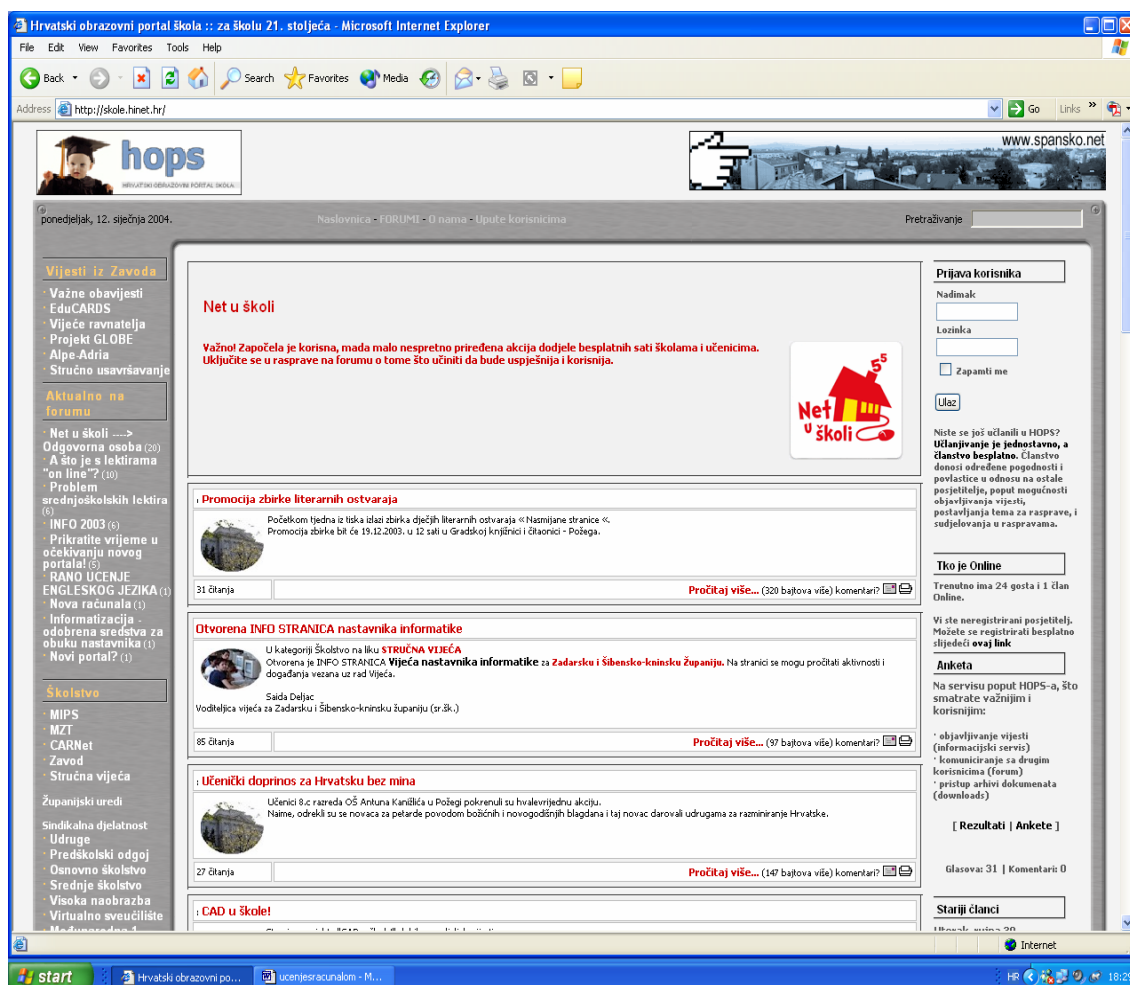 Hrvatski obrazovni portal škola :: za školu 21. stoljeća - Microsoft Internet Explorer
File Edit View Favorites Tools Help
Back Search Favorites Media
Address http://skole.hinet.hr/ Go Links »
hops
HRVATSKI OBRAZOVNI PORTAL ŠKOLA
www.spansko.net
ponedjeljak, 12. siječnja 2004.
Naslovnica - FORUMI - O nama - Upute korisnicima
Pretraživanje
Vijesti iz Zavoda
· Važne obavijesti
· EduCARDS
· Vijeće ravnatelja
· Projekt GLOBE
· Alpe-Adria
· Stručno usavršavanje
Aktualno na
forumu
· Net u školi ---->
Odgovorna osoba (20)
· A što je s lektirama
"on line"? (10)
· Problem
srednjoškolskih lektira
(6)
· INFO 2003 (6)
· Prikratite vrijeme u
očekivanju novog
portala! (5)
· RANO UCENJE
ENGLESKOG JEZIKA (1)
· Nova računala (1)
· Informatizacija -
odobrena sredstva za
obuku nastavnika (1)
· Novi portal? (1)
Školstvo
· MIPS
· MZT
· CARNet
· Zavod
· Stručna vijeća
Županijski uredi
Sindikalna djelatnost
· Udruge
· Predškolski odgoj
· Osnovno školstvo
· Srednje školstvo
· Visoka naobrazba
· Virtualno sveučilište
Net u školi
Važno! Započela je korisna, mada malo nespretno priređena akcija dodjele besplatnih sati školama i učenicima.
Uključite se u rasprave na forumu o tome što učiniti da bude uspješnija i korisnija.
5⁵
Net
u školi
: Promocija zbirke literarnih ostvaraja
Početkom tjedna iz tiska izlazi zbirka dječjih literarnih ostvaraja « Nasmijane stranice «.
Promocija zbirke bit će 19.12.2003. u 12 sati u Gradskoj knjižnici i čitaonici - Požega.
31 čitanja
Pročitaj više... (320 bajtova više) komentari?
Otvorena INFO STRANICA nastavnika informatike
U kategoriji Školstvo na liku STRUČNA VIJEĆA
Otvorena je INFO STRANICA Vijeća nastavnika informatike za Zadarsku i Šibensko-kninsku Županiju. Na stranici se mogu pročitati aktivnosti i
događanja vezana uz rad Vijeća.
Saida Deljac
Voditeljica vijeća za Zadarsku i Šibensko-kninsku županiju (sr.šk.)
85 čitanja
Pročitaj više... (97 bajtova više) komentari?
: Učenički doprinos za Hrvatsku bez mina
Učenici 8.c razreda OŠ Antuna Kanižlića u Požegi pokrenuli su hvalevrijednu akciju.
Naime, odrekli su se novaca za petarde povodom božićnih i novogodišnjih blagdana i taj novac darovali udrugama za razminiranje Hrvatske.
27 čitanja
Pročitaj više... (147 bajtova više) komentari?
: CAD u škole!
Prijava korisnika
Nadimak
Lozinka
Zapamti me
Ulaz
Niste se još učlanili u HOPS?
Učlanjivanje je jednostavno, a
članstvo besplatno. Članstvo
donosi određene pogodnosti i
povlastice u odnosu na ostale
posjetitelje, poput mogućnosti
objavljivanja vijesti,
postavljanja tema za rasprave, i
sudjelovanja u raspravama.
Tko je Online
Trenutno ima 24 gosta i 1 član
Online.
Vi ste neregistrirani posjetitelj.
Možete se registrirati besplatno
slijedeći ovaj link
Anketa
Na servisu poput HOPS-a, što
smatrate važnijim i
korisnijim:
· objavljivanje vijesti
(informacijski servis)
· komuniciranje sa drugim
korisnicima (forum)
· pristup arhivi dokumenata
(downloads)
[ Rezultati | Ankete ]
Glasova: 31 | Komentari: 0
Stariji članci
Internet
start Hrvatski obrazovni po... ucenjesracunalom - M... HR 18:29